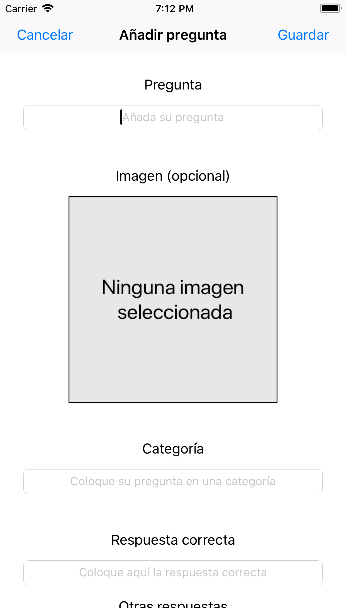 Carrier 7:12 PM
Cancelar Añadir pregunta Guardar
Pregunta
Añada su pregunta
Imagen (opcional)
Ninguna imagen
seleccionada
Categoría
Coloque su pregunta en una categoría
Respuesta correcta
Coloque aquí la respuesta correcta
Otras respuestas